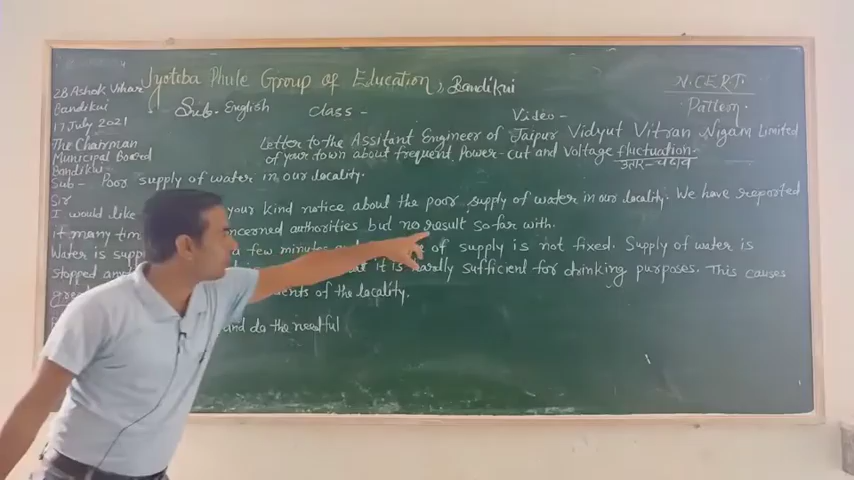 Jyotoba Phule Group of Education, Bandikui
N.C.E.R.T.
Pattern
Sub. English Class - Video -
28 Ashok Vihar
Bandikui
17 July 2021
The Chairman
Municipal Board
Bandikui
Letter to the Assitant Engineer of Jaipur Vidyut Vitran Nigam Limited
of your town about frequent Power-cut and Voltage fluctuation-
उतार-चढाव
Sub- Poor supply of water in our locality.
Sir
I would like your kind notice about the poor supply of water in our locality. We have reported
it many tim concerned authorities but no result so far with.
Water is supp a few minutes of supply is not fixed. Supply of water is
stopped it is hardly sufficient for drinking purposes. This causes
of the locality.
and do the needful